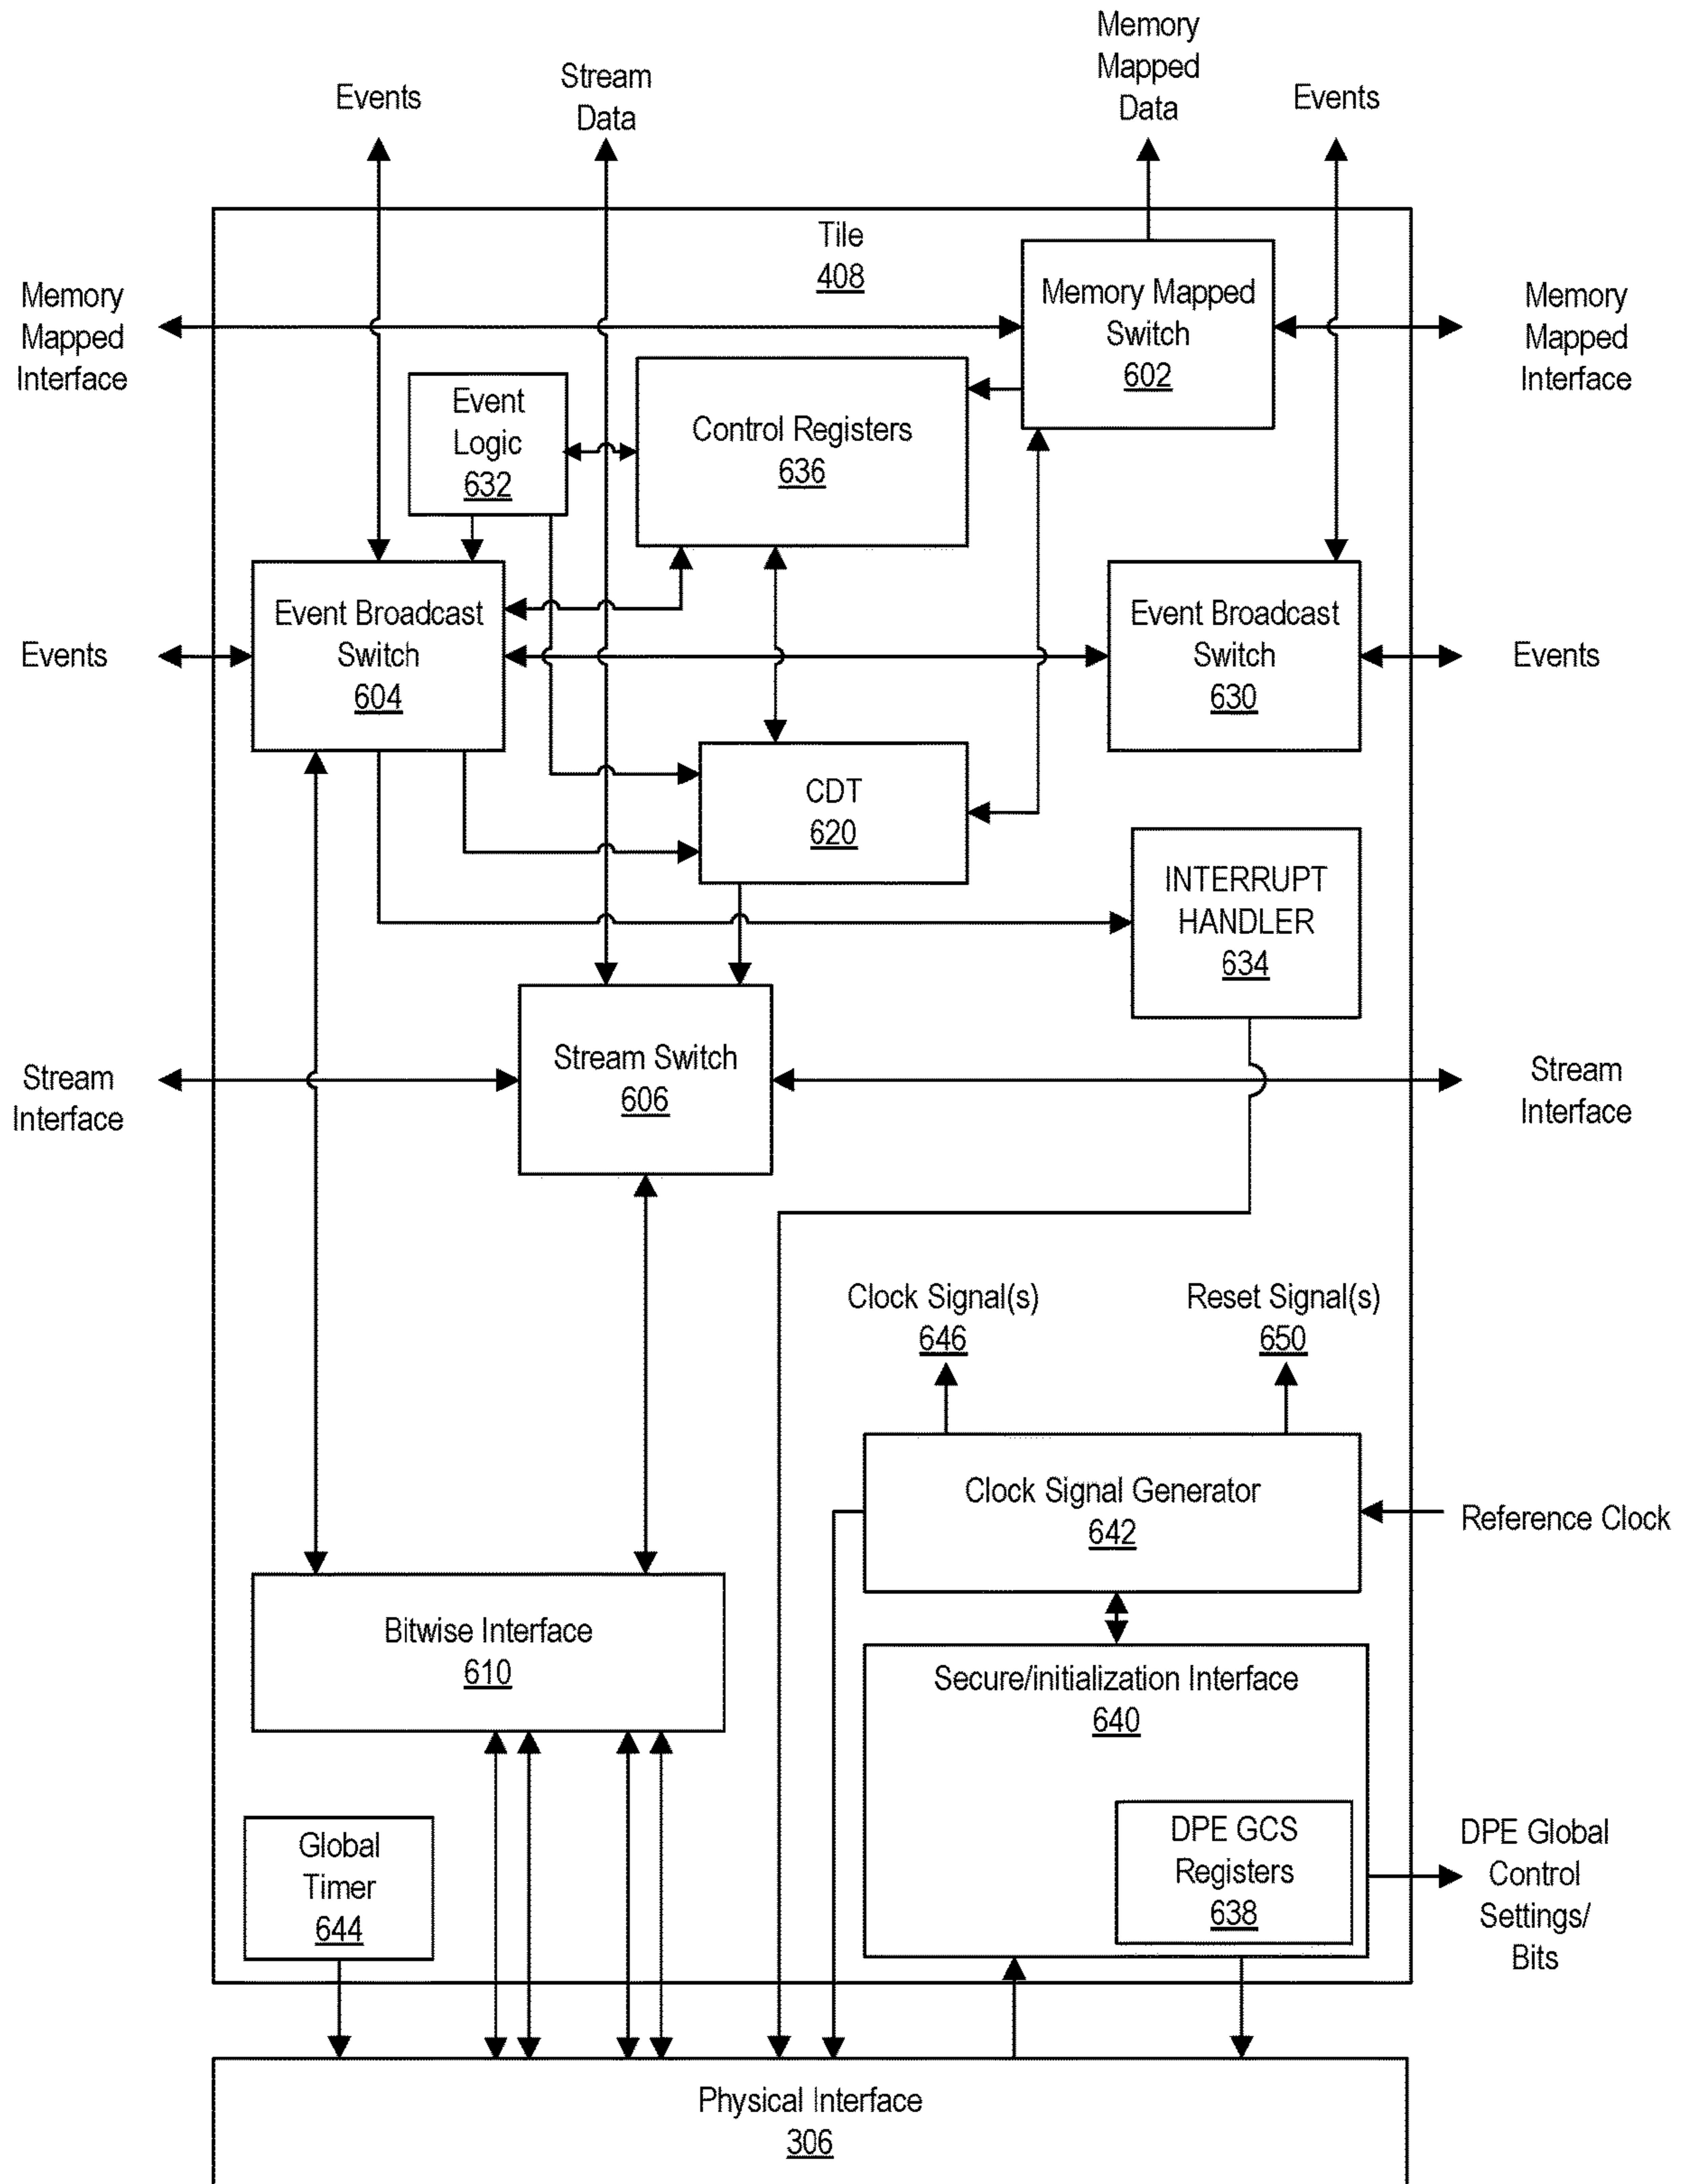 Memory
Mapped
Data
Stream
Data
Events
Events
Tile
408
Memory Mapped
Switch
602
Memory
Mapped
Interface
Memory
Mapped
Interface
Event
Logic
632
Control Registers
636
Event Broadcast
Switch
604
Event Broadcast
Switch
630
Events
Events
CDT
620
INTERRUPT
HANDLER
634
Stream Switch
606
Stream
Interface
Stream
Interface
Clock Signal(s)
646
Reset Signal(s)
650
Clock Signal Generator
642
Reference Clock
Bitwise Interface
610
Secure/initialization Interface
640
DPE GCS
Registers
638
DPE Global
Control
Settings/
Bits
Global
Timer
644
Physical Interface
306